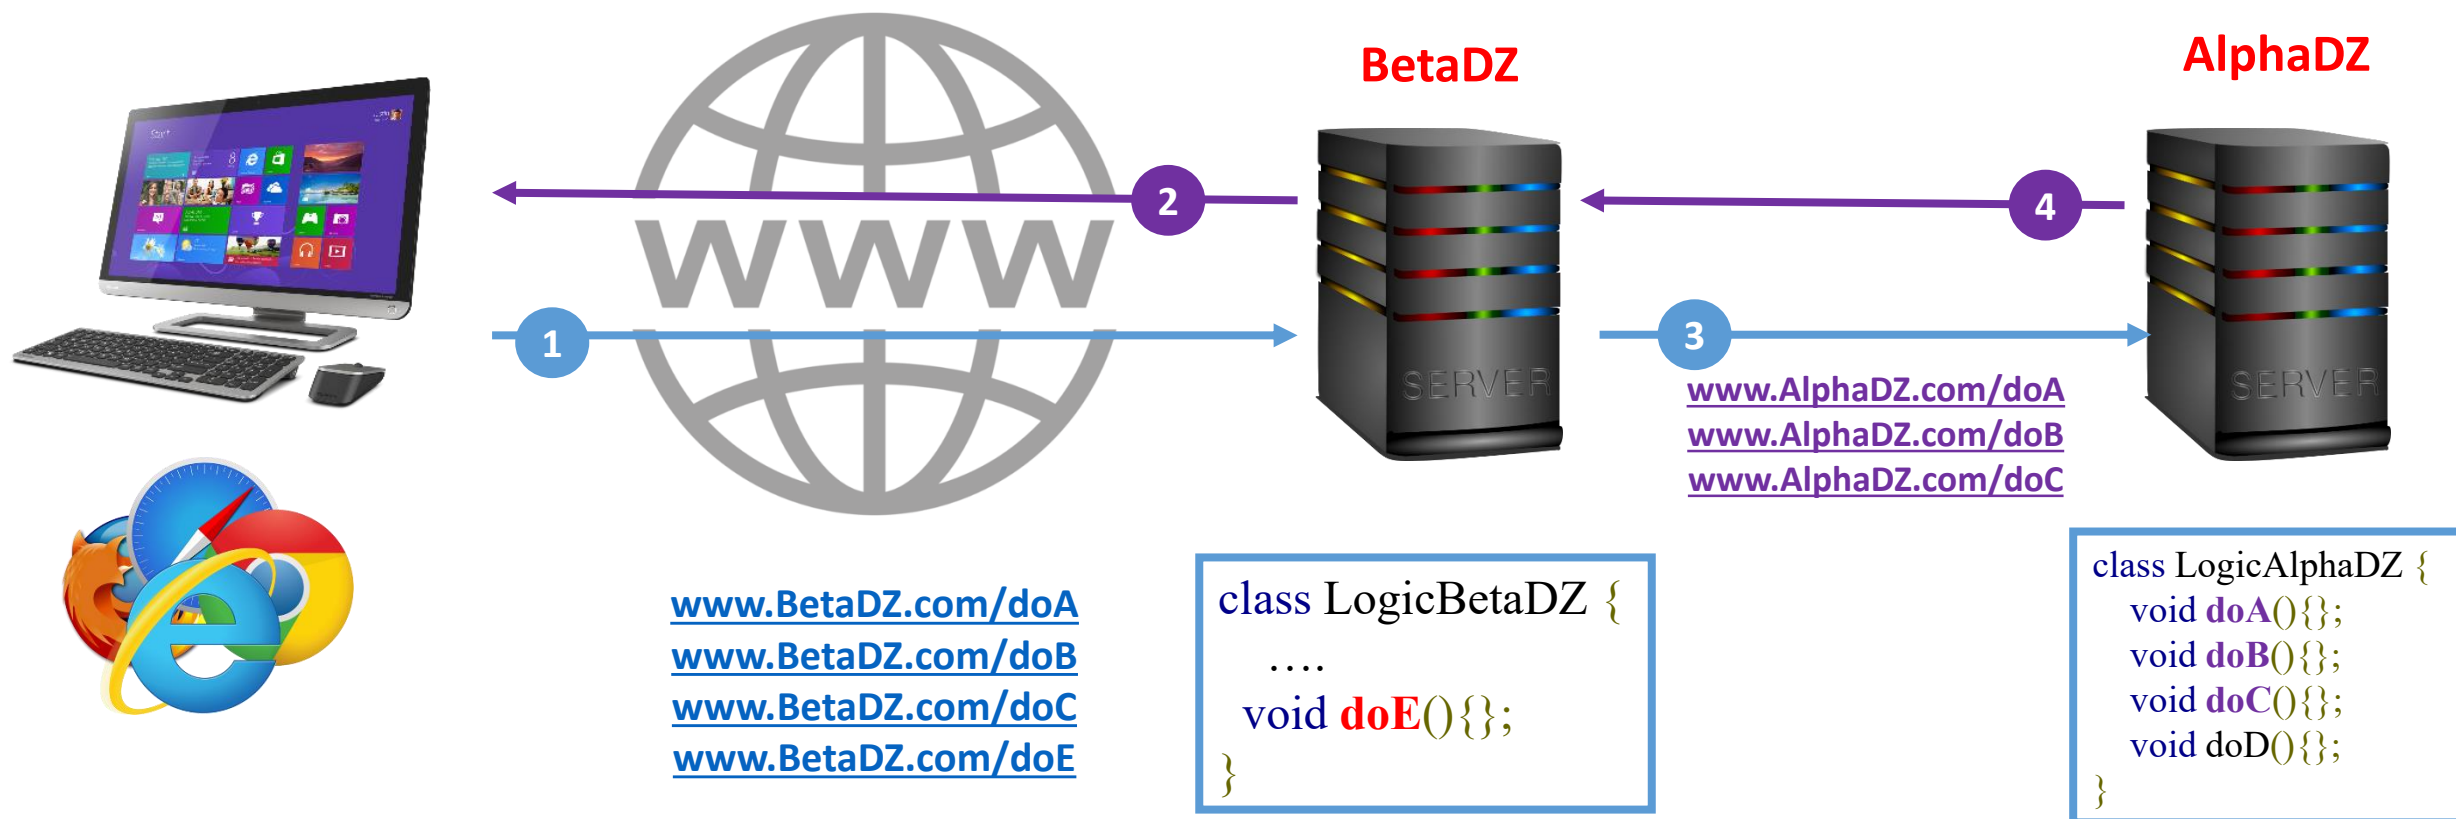 BetaDZ
AlphaDZ
Start
WWW
2
4
1
3
SERVER
SERVER
www.AlphaDZ.com/doA
www.AlphaDZ.com/doB
www.AlphaDZ.com/doC
www.BetaDZ.com/doA
www.BetaDZ.com/doB
www.BetaDZ.com/doC
www.BetaDZ.com/doE
class LogicBetaDZ {
....
void doE(){};
}
class LogicAlphaDZ {
void doA(){};
void doB(){};
void doC(){};
void doD(){};
}